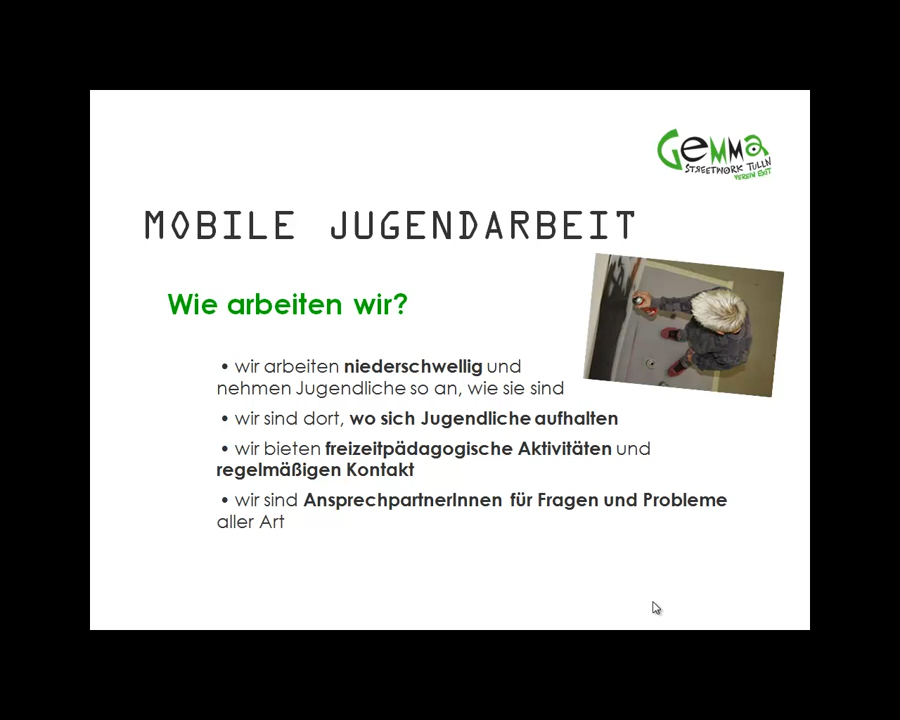 Gemma
STREETWORK TULLN
VEREIN EXIT
MOBILE JUGENDARBEIT
Wie arbeiten wir?
• wir arbeiten niederschwellig und
nehmen Jugendliche so an, wie sie sind
• wir sind dort, wo sich Jugendliche aufhalten
• wir bieten freizeitpädagogische Aktivitäten und
regelmäßigen Kontakt
• wir sind AnsprechpartnerInnen für Fragen und Probleme
aller Art